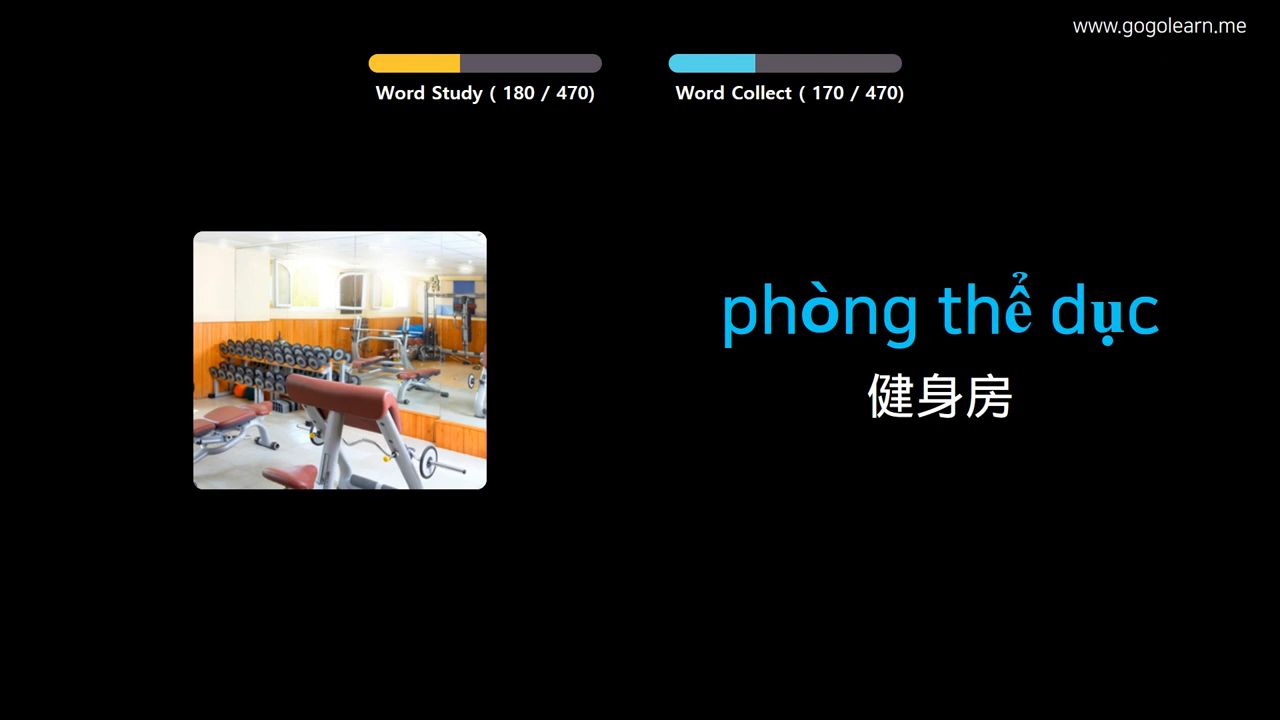 www.gogolearn.me
Word Study ( 180 / 470)
Word Collect ( 170 / 470)
phòng thể dục
健身房